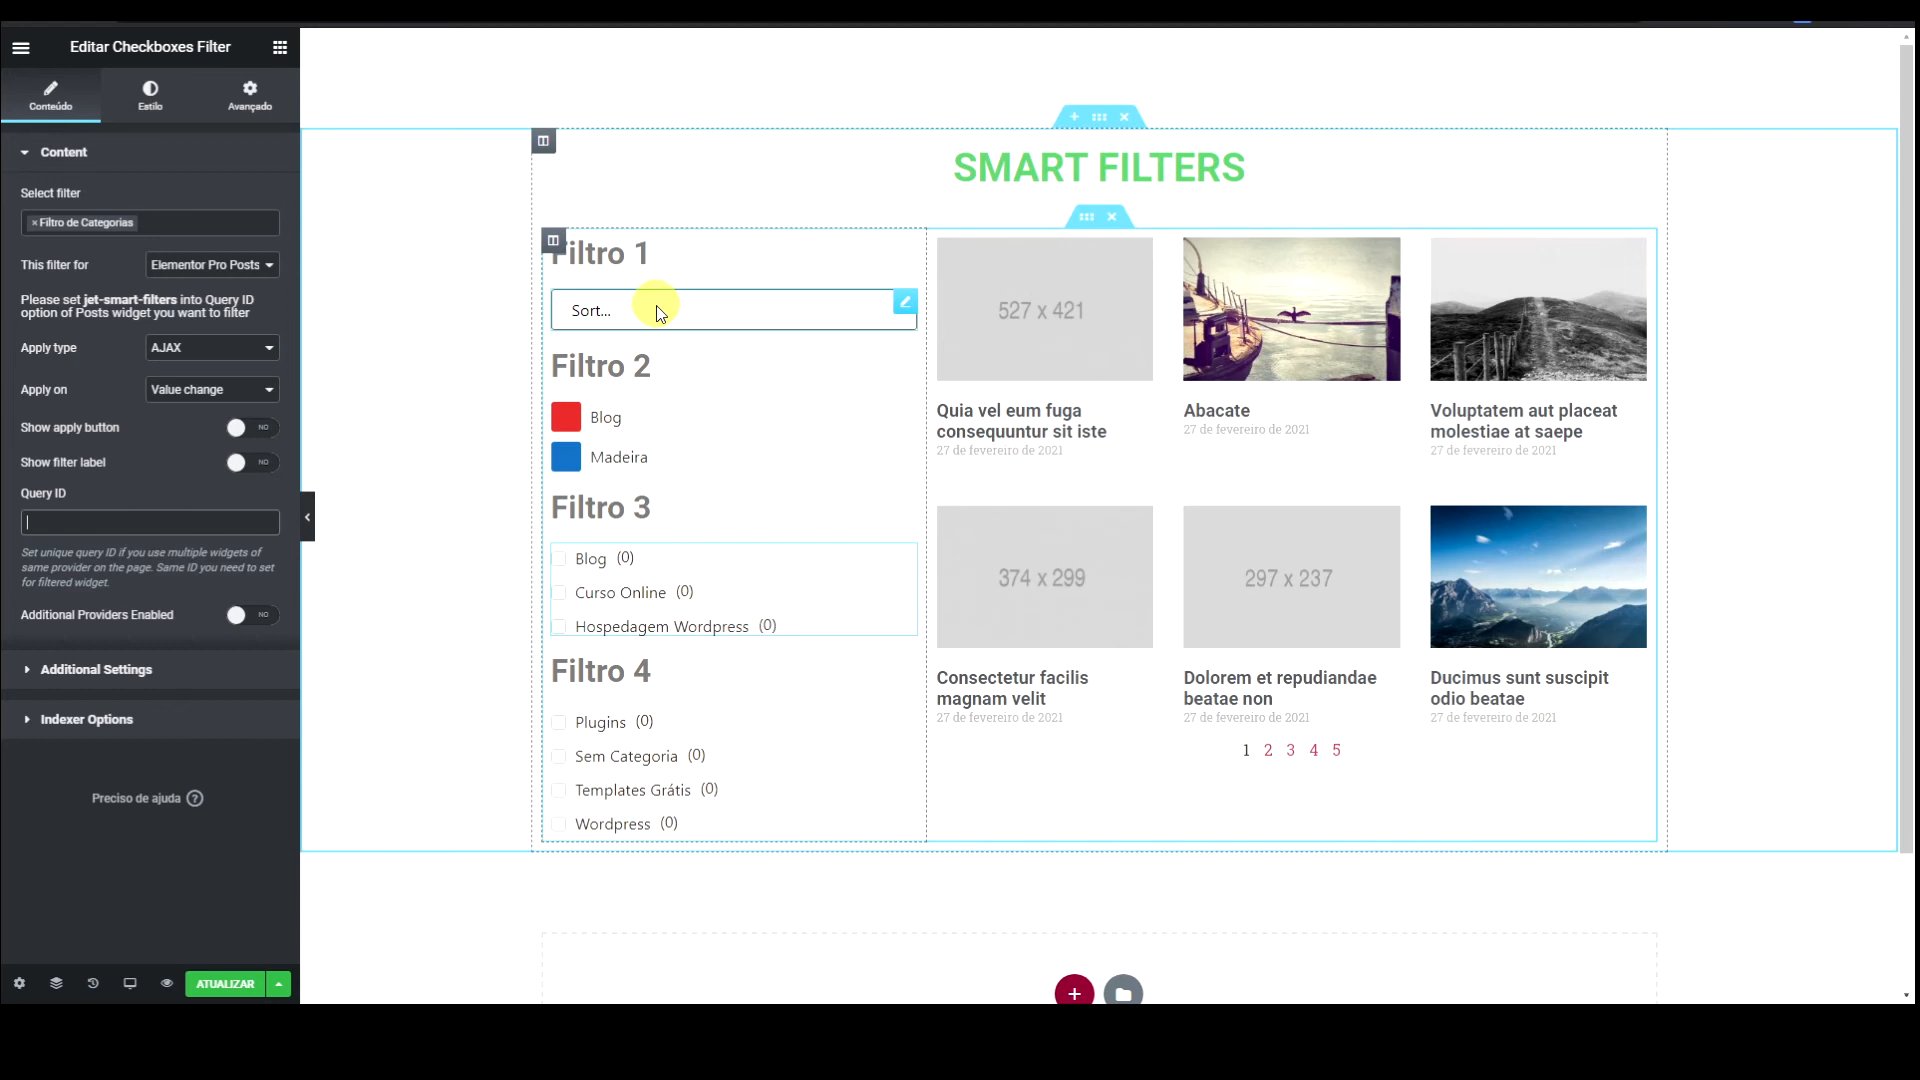 Editar Checkboxes Filter
Conteúdo
Estilo
Avançado
Content
Select filter
× Filtro de Categorias
This filter for
Elementor Pro Posts
Please set jet-smart-filters into Query ID
option of Posts widget you want to filter
Apply type
AJAX
Apply on
Value change
Show apply button
NO
Show filter label
NO
Query ID
Set unique query ID if you use multiple widgets of
same provider on the page. Same ID you need to set
for filtered widget.
Additional Providers Enabled
NO
Additional Settings
Indexer Options
Preciso de ajuda ?
ATUALIZAR
SMART FILTERS
Filtro 1
Sort...
Filtro 2
Blog
Madeira
Filtro 3
Blog (0)
Curso Online (0)
Hospedagem Wordpress (0)
Filtro 4
Plugins (0)
Sem Categoria (0)
Templates Grátis (0)
Wordpress (0)
527 x 421
Quia vel eum fuga
consequuntur sit iste
27 de fevereiro de 2021
Abacate
27 de fevereiro de 2021
Voluptatem aut placeat
molestiae at saepe
27 de fevereiro de 2021
374 x 299
Consectetur facilis
magnam velit
27 de fevereiro de 2021
297 x 237
Dolorem et repudiandae
beatae non
27 de fevereiro de 2021
Ducimus sunt suscipit
odio beatae
27 de fevereiro de 2021
1 2 3 4 5